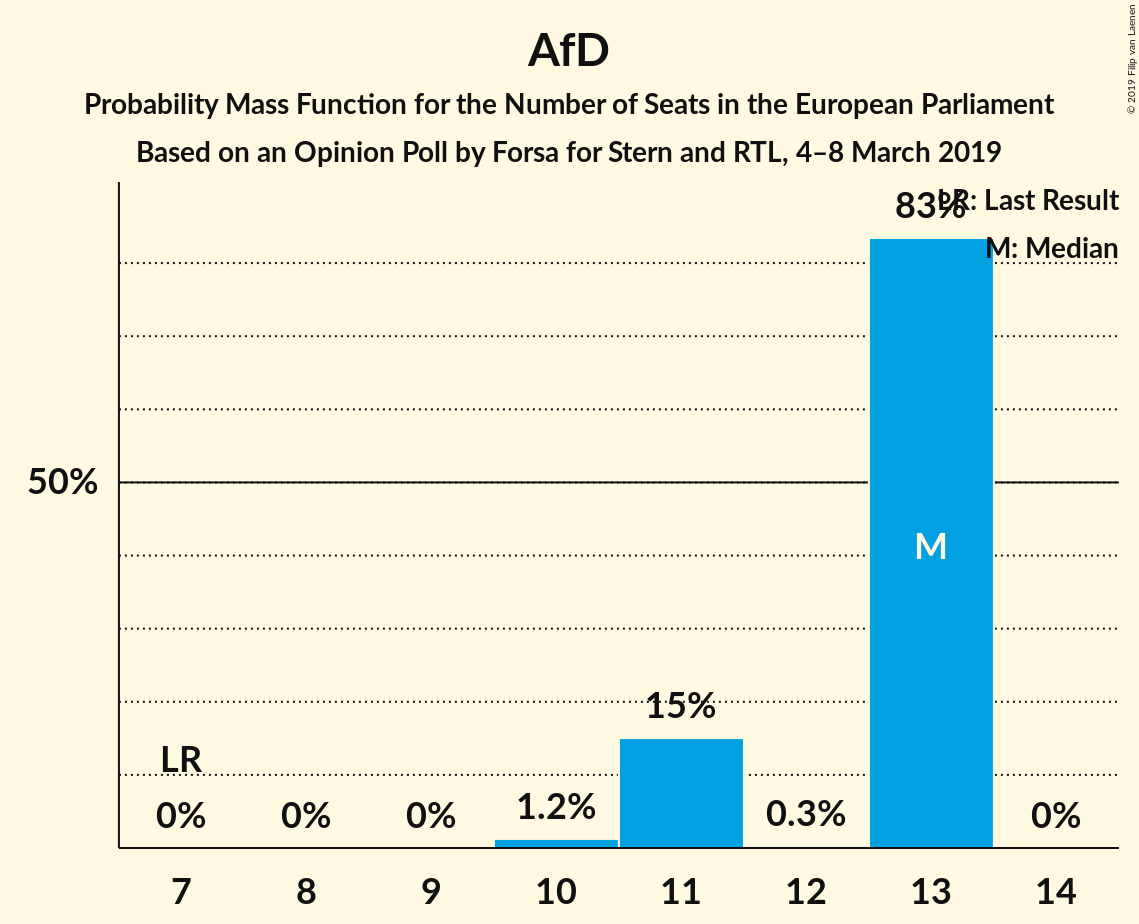 AfD
Probability Mass Function for the Number of Seats in the European Parliament
Based on an Opinion Poll by Forsa for Stern and RTL, 4–8 March 2019
© 2019 Filip van Laenen
LR: Last Result
M: Median
83%
50%
M
15%
LR
0%
0%
0%
1.2%
0.3%
0%
7 8 9 10 11 12 13 14